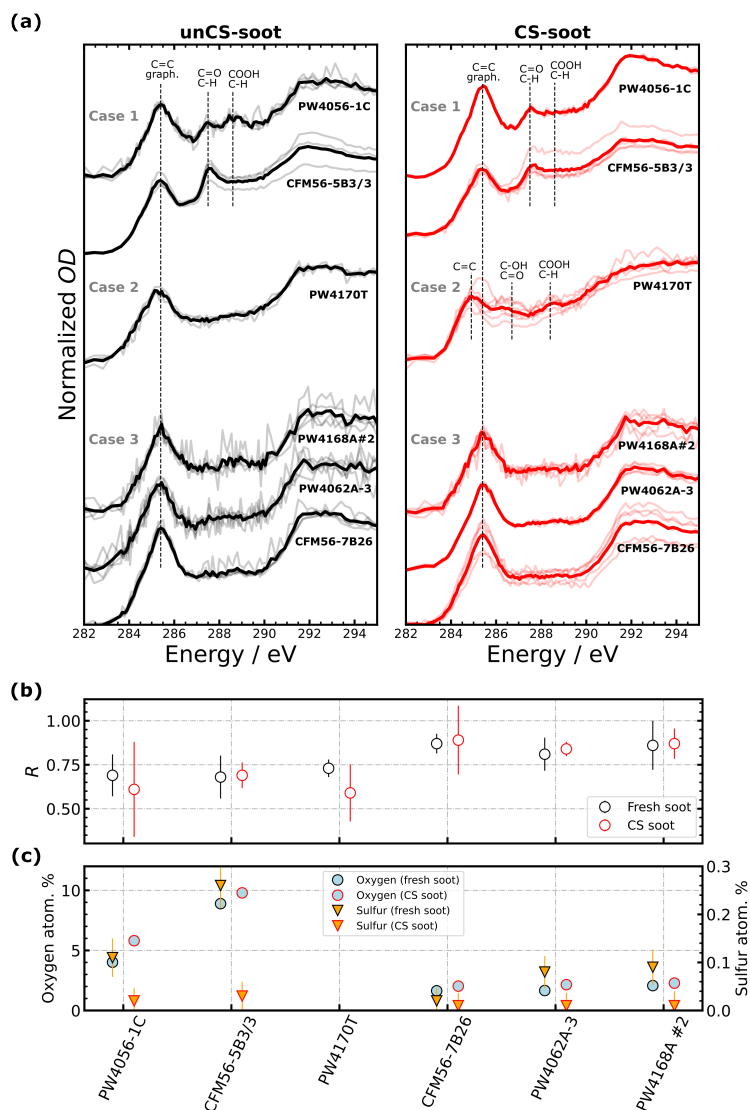 (a)
unCS-soot
CS-soot
C=C
graph.
C=O
C-H
COOH
C-H
Case 1
PW4056-1C
CFM56-5B3/3
Case 2
PW4170T
Case 3
PW4168A#2
PW4062A-3
CFM56-7B26
C=C
graph.
C=O
C-H
COOH
C-H
Case 1
PW4056-1C
CFM56-5B3/3
C=C
C-OH
C=O
COOH
C-H
Case 2
PW4170T
Case 3
PW4168A#2
PW4062A-3
CFM56-7B26
Normalized OD
282 284 286 288 290 292 294
282 284 286 288 290 292 294
Energy / eV
Energy / eV
(b)
1.00
0.75
0.50
R
Fresh soot
CS soot
(c)
10
5
0
Oxygen atom. %
Oxygen (fresh soot)
Oxygen (CS soot)
Sulfur (fresh soot)
Sulfur (CS soot)
0.3
0.2
0.1
0.0
Sulfur atom. %
PW4056-1C
CFM56-5B3/3
PW4170T
CFM56-7B26
PW4062A-3
PW4168A #2